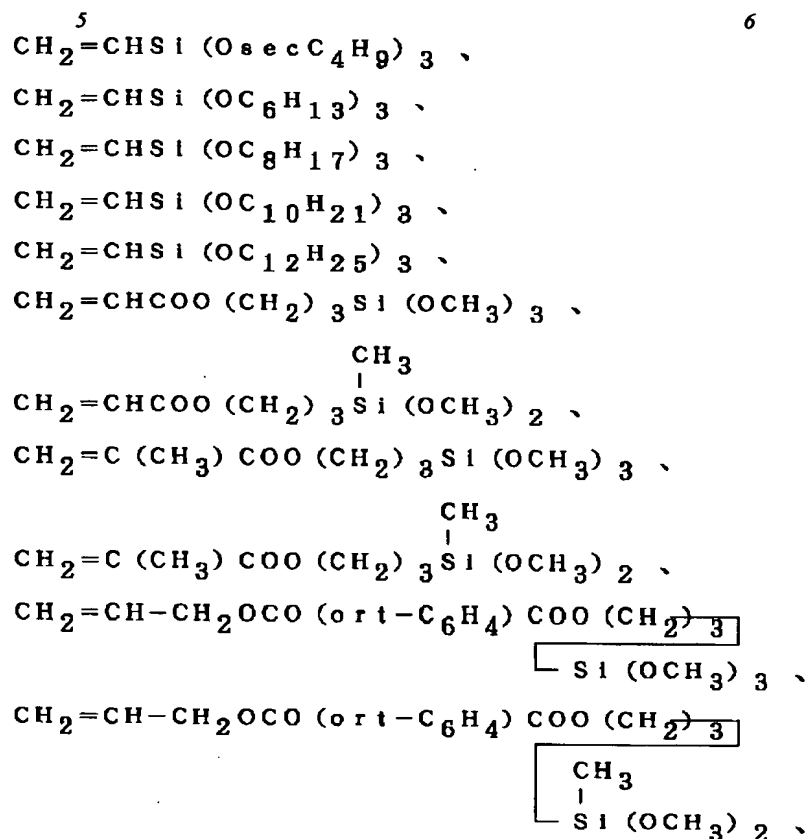 5 6
CH2=CHSi (OsecC4H9) 3 、
CH2=CHSi (OC6H13) 3 、
CH2=CHSi (OC8H17) 3 、
CH2=CHSi (OC10H21) 3 、
CH2=CHSi (OC12H25) 3 、
CH2=CHCOO (CH2) 3Si (OCH3) 3 、
CH3
CH2=CHCOO (CH2) 3Si (OCH3) 2 、
CH2=C (CH3) COO (CH2) 3Si (OCH3) 3 、
CH3
CH2=C (CH3) COO (CH2) 3Si (OCH3) 2 、
CH2=CH-CH2OCO (ort-C6H4) COO (CH2) 3
Si (OCH3) 3 、
CH2=CH-CH2OCO (ort-C6H4) COO (CH2) 3
CH3
Si (OCH3) 2 、